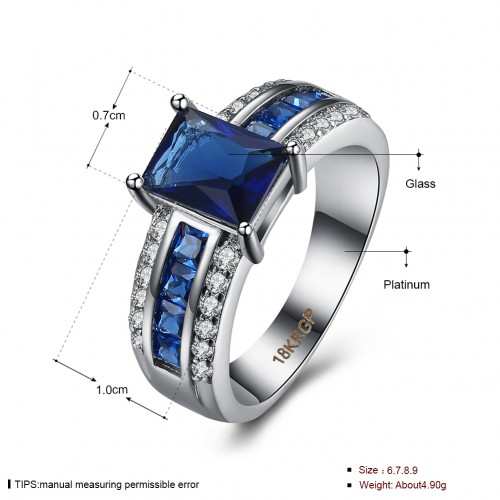 0.7cm
Glass
Platinum
18KRGP
1.0cm
Size : 6.7.8.9
TIPS:manual measuring permissible error
Weight: About4.90g